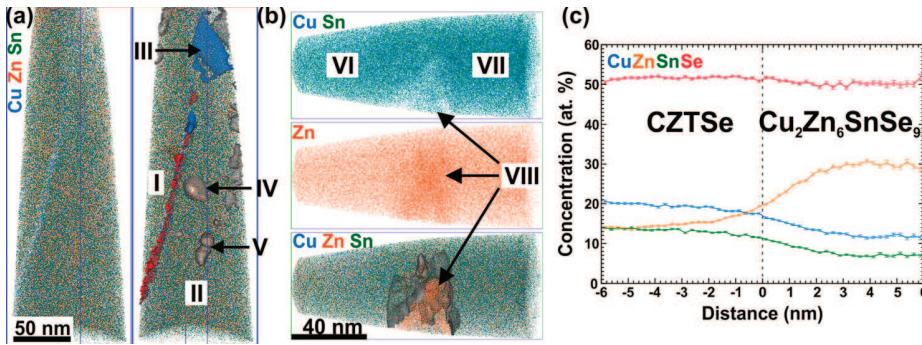 (a)
Cu Zn Sn
III
I
IV
V
II
50 nm
(b)
Cu Sn
VI
VII
Zn
VIII
Cu Zn Sn
40 nm
(c)
CuZnSnSe
CZTSe
Cu2Zn6SnSe9
Concentration (at. %)
60
50
40
30
20
10
0
-6 -5 -4 -3 -2 -1 0 1 2 3 4 5 6
Distance (nm)